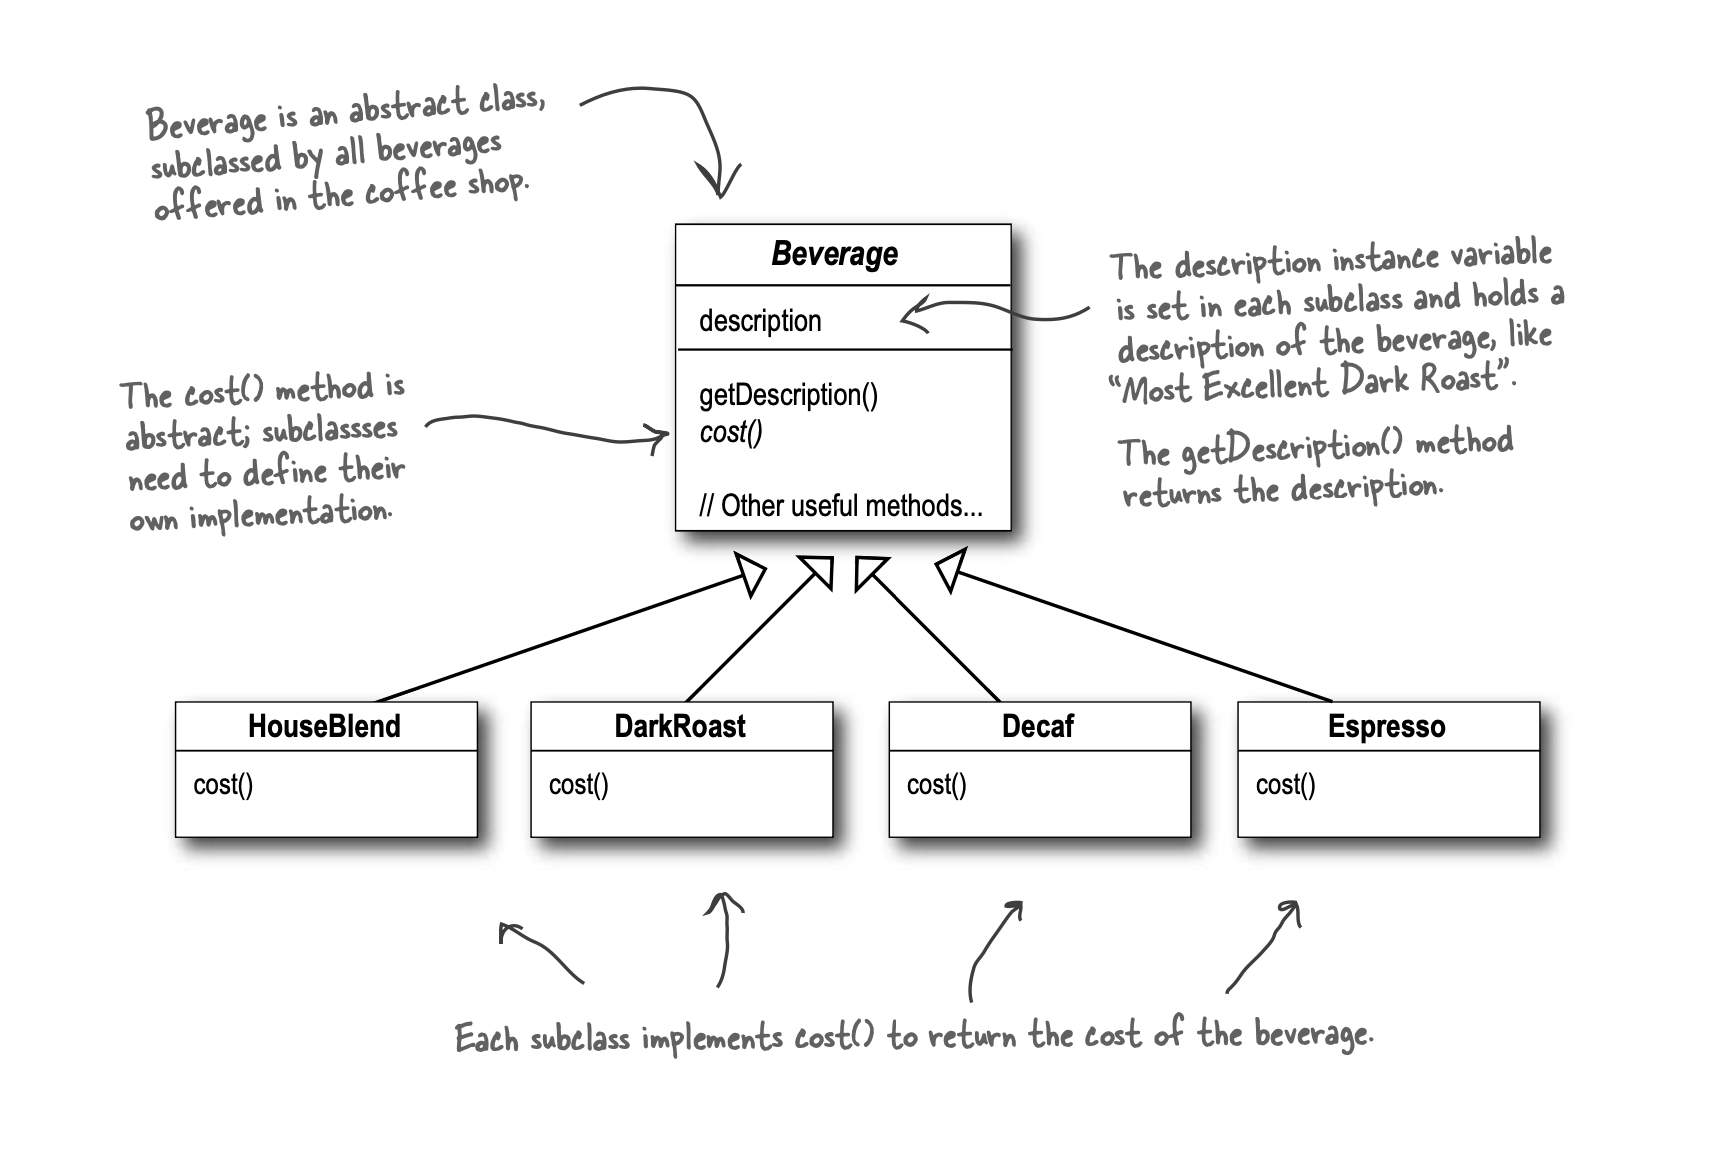 Beverage is an abstract class,
subclassed by all beverages
offered in the coffee shop.
Beverage
description
getDescription()
cost()
// Other useful methods...
The description instance variable
is set in each subclass and holds a
description of the beverage, like
“Most Excellent Dark Roast”.
The getDescription() method
returns the description.
The cost() method is
abstract; subclassses
need to define their
own implementation.
HouseBlend
cost()
DarkRoast
cost()
Decaf
cost()
Espresso
cost()
Each subclass implements cost() to return the cost of the beverage.